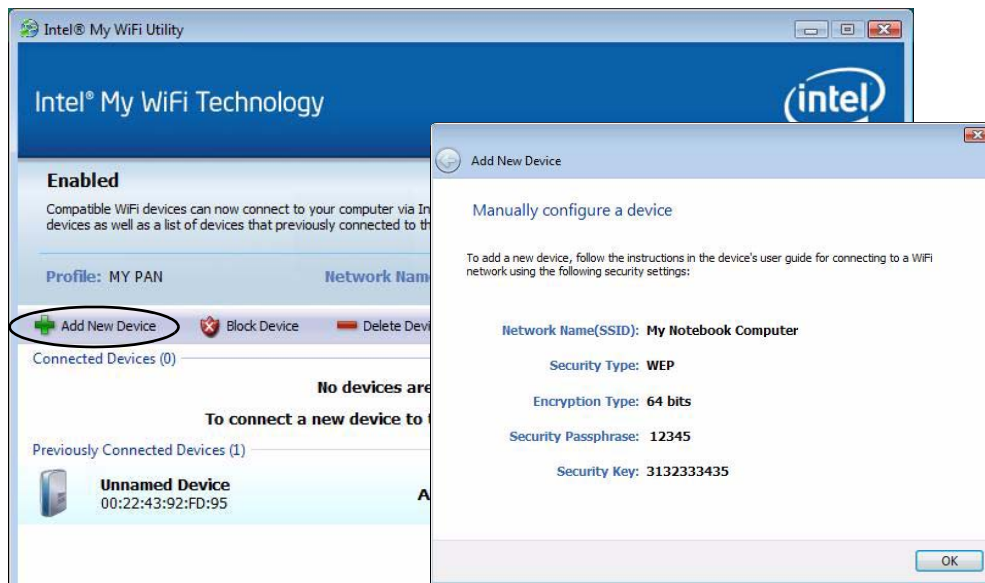 Intel® My WiFi Utility
Intel® My WiFi Technology
intel
Enabled
Compatible WiFi devices can now connect to your computer via In
devices as well as a list of devices that previously connected to th
Profile: MY PAN
Network Nam
Add New Device
Block Device
Delete Devi
Connected Devices (0)
No devices are
To connect a new device to
Previously Connected Devices (1)
Unnamed Device
00:22:43:92:FD:95
A
Add New Device
Manually configure a device
To add a new device, follow the instructions in the device's user guide for connecting to a WiFi
network using the following security settings:
Network Name(SSID): My Notebook Computer
Security Type: WEP
Encryption Type: 64 bits
Security Passphrase: 12345
Security Key: 3132333435
OK